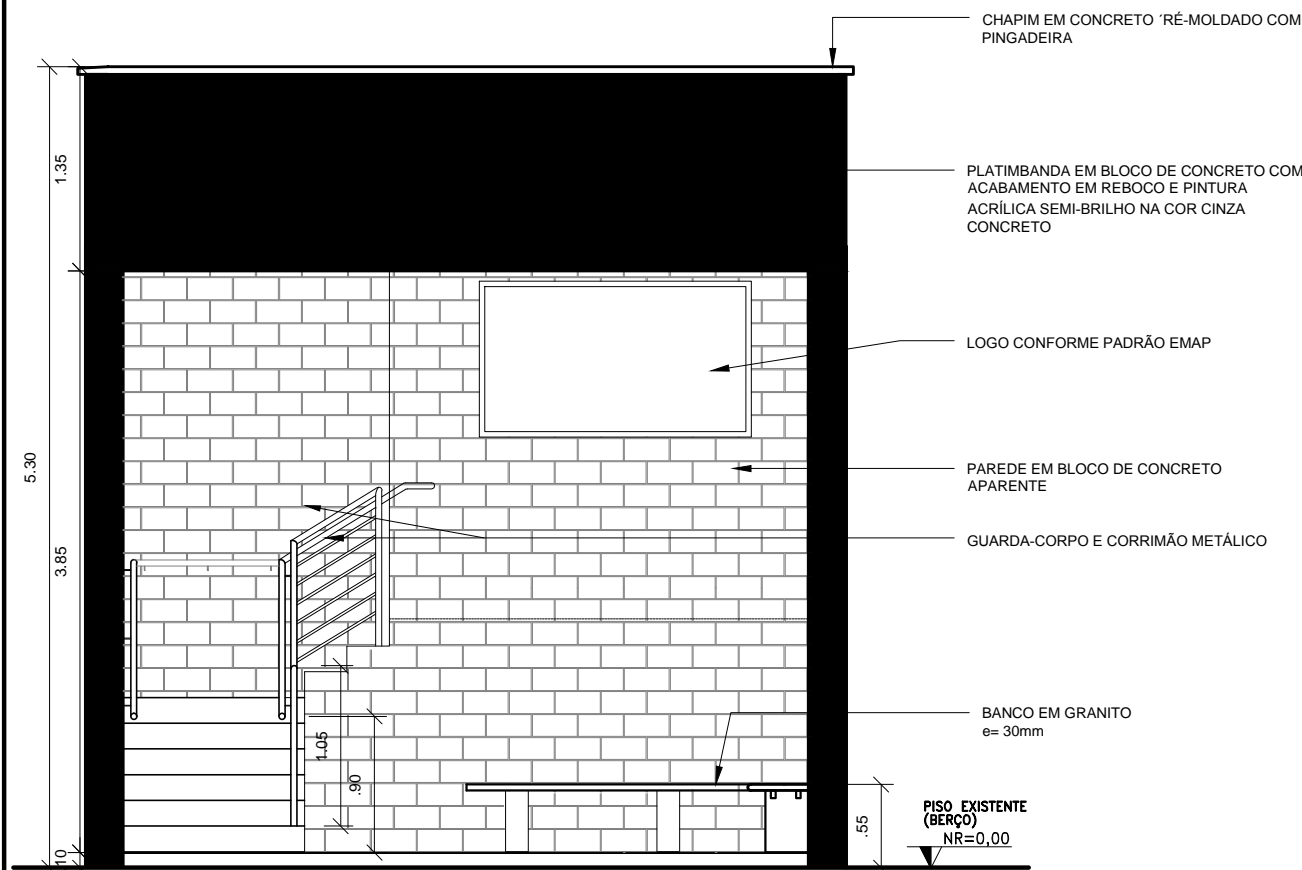 CHAPIM EM CONCRETO ´RÉ-MOLDADO COM
PINGADEIRA
1.35
PLATIMBANDA EM BLOCO DE CONCRETO COM
ACABAMENTO EM REBOCO E PINTURA
ACRÍLICA SEMI-BRILHO NA COR CINZA
CONCRETO
LOGO CONFORME PADRÃO EMAP
5.30
PAREDE EM BLOCO DE CONCRETO
APARENTE
3.85
GUARDA-CORPO E CORRIMÃO METÁLICO
BANCO EM GRANITO
e= 30mm
1.05
.90
.55
PISO EXISTENTE
(BERÇO)
NR=0,00
10